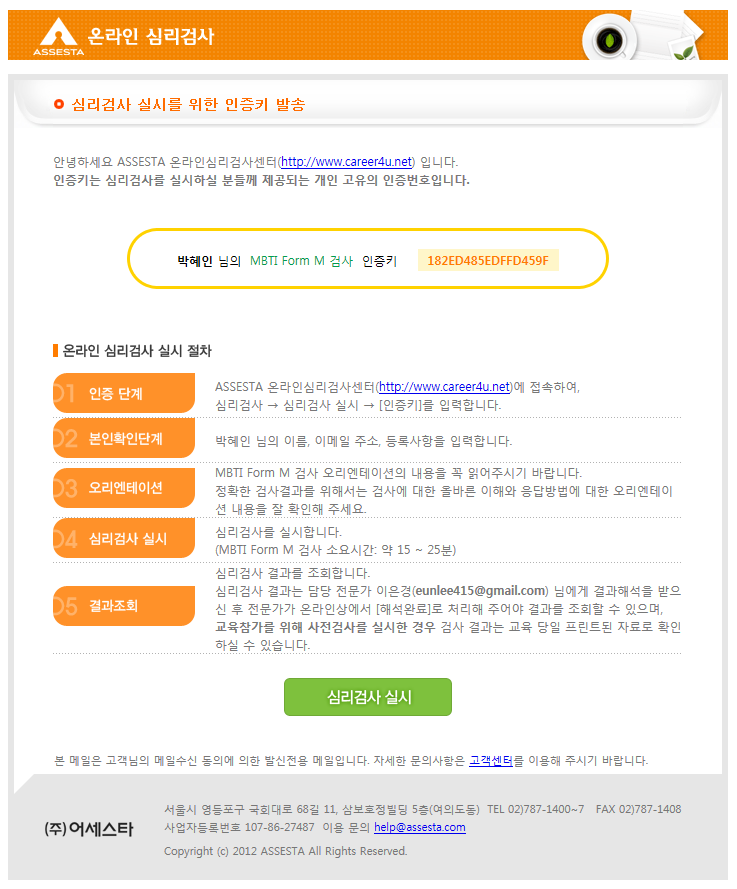 ASSESTA
온라인 심리검사
심리검사 실시를 위한 인증키 발송
안녕하세요 ASSESTA 온라인심리검사센터(http://www.career4u.net) 입니다.
인증키는 심리검사를 실시하실 분들께 제공되는 개인 고유의 인증번호입니다.
박혜인 님의 MBTI Form M 검사 인증키 182ED485EDFFD459F
온라인 심리검사 실시 절차
01 인증 단계
ASSESTA 온라인심리검사센터(http://www.career4u.net)에 접속하여,
심리검사 → 심리검사 실시 → [인증키]를 입력합니다.
02 본인확인단계
박혜인 님의 이름, 이메일 주소, 등록사항을 입력합니다.
03 오리엔테이션
MBTI Form M 검사 오리엔테이션의 내용을 꼭 읽어주시기 바랍니다.
정확한 검사결과를 위해서는 검사에 대한 올바른 이해와 응답방법에 대한 오리엔테이
션 내용을 잘 확인해 주세요.
04 심리검사 실시
심리검사를 실시합니다.
(MBTI Form M 검사 소요시간: 약 15 ~ 25분)
05 결과조회
심리검사 결과를 조회합니다.
심리검사 결과는 담당 전문가 이은경(eunlee415@gmail.com) 님에게 결과해석을 받으
신 후 전문가가 온라인상에서 [해석완료]로 처리해 주어야 결과를 조회할 수 있으며,
교육참가를 위해 사전검사를 실시한 경우 검사 결과는 교육 당일 프린트된 자료로 확인
하실 수 있습니다.
심리검사 실시
본 메일은 고객님의 메일수신 동의에 의한 발신전용 메일입니다. 자세한 문의사항은 고객센터를 이용해 주시기 바랍니다.
(주)어세스타
서울시 영등포구 국회대로 68길 11, 삼보호정빌딩 5층(여의도동) TEL 02)787-1400~7 FAX 02)787-1408
사업자등록번호 107-86-27487 이용 문의 help@assesta.com
Copyright (c) 2012 ASSESTA All Rights Reserved.